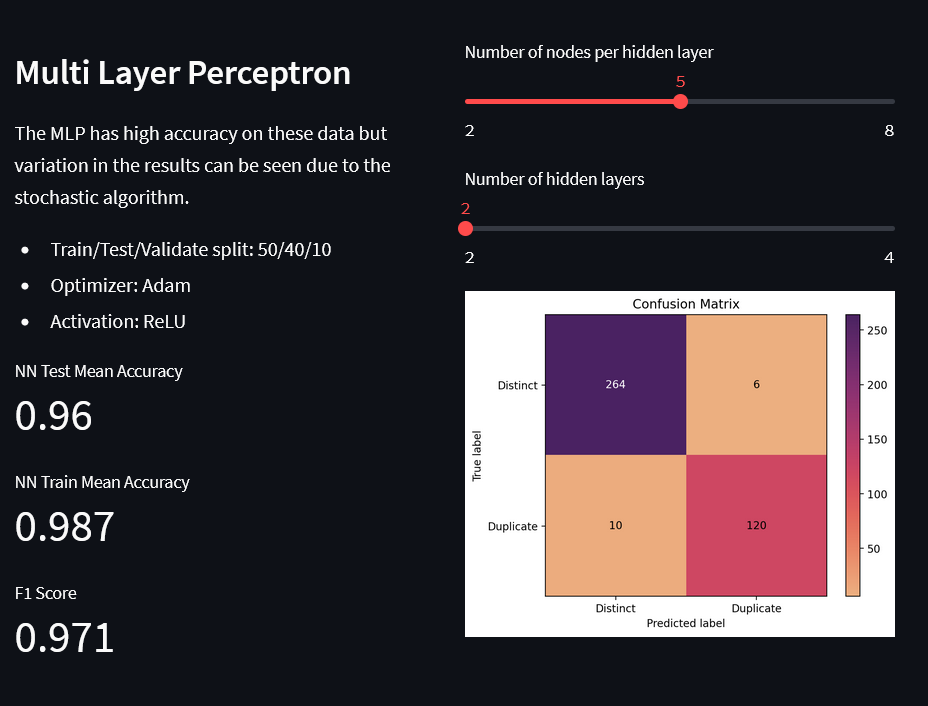 Multi Layer Perceptron
The MLP has high accuracy on these data but
variation in the results can be seen due to the
stochastic algorithm.
• Train/Test/Validate split: 50/40/10
• Optimizer: Adam
• Activation: ReLU
NN Test Mean Accuracy
0.96
NN Train Mean Accuracy
0.987
F1 Score
0.971
Number of nodes per hidden layer
5
2 8
Number of hidden layers
2
2 4
Confusion Matrix
True label
Distinct 264 6
Duplicate 10 120
Distinct Duplicate
Predicted label
250
200
150
100
50